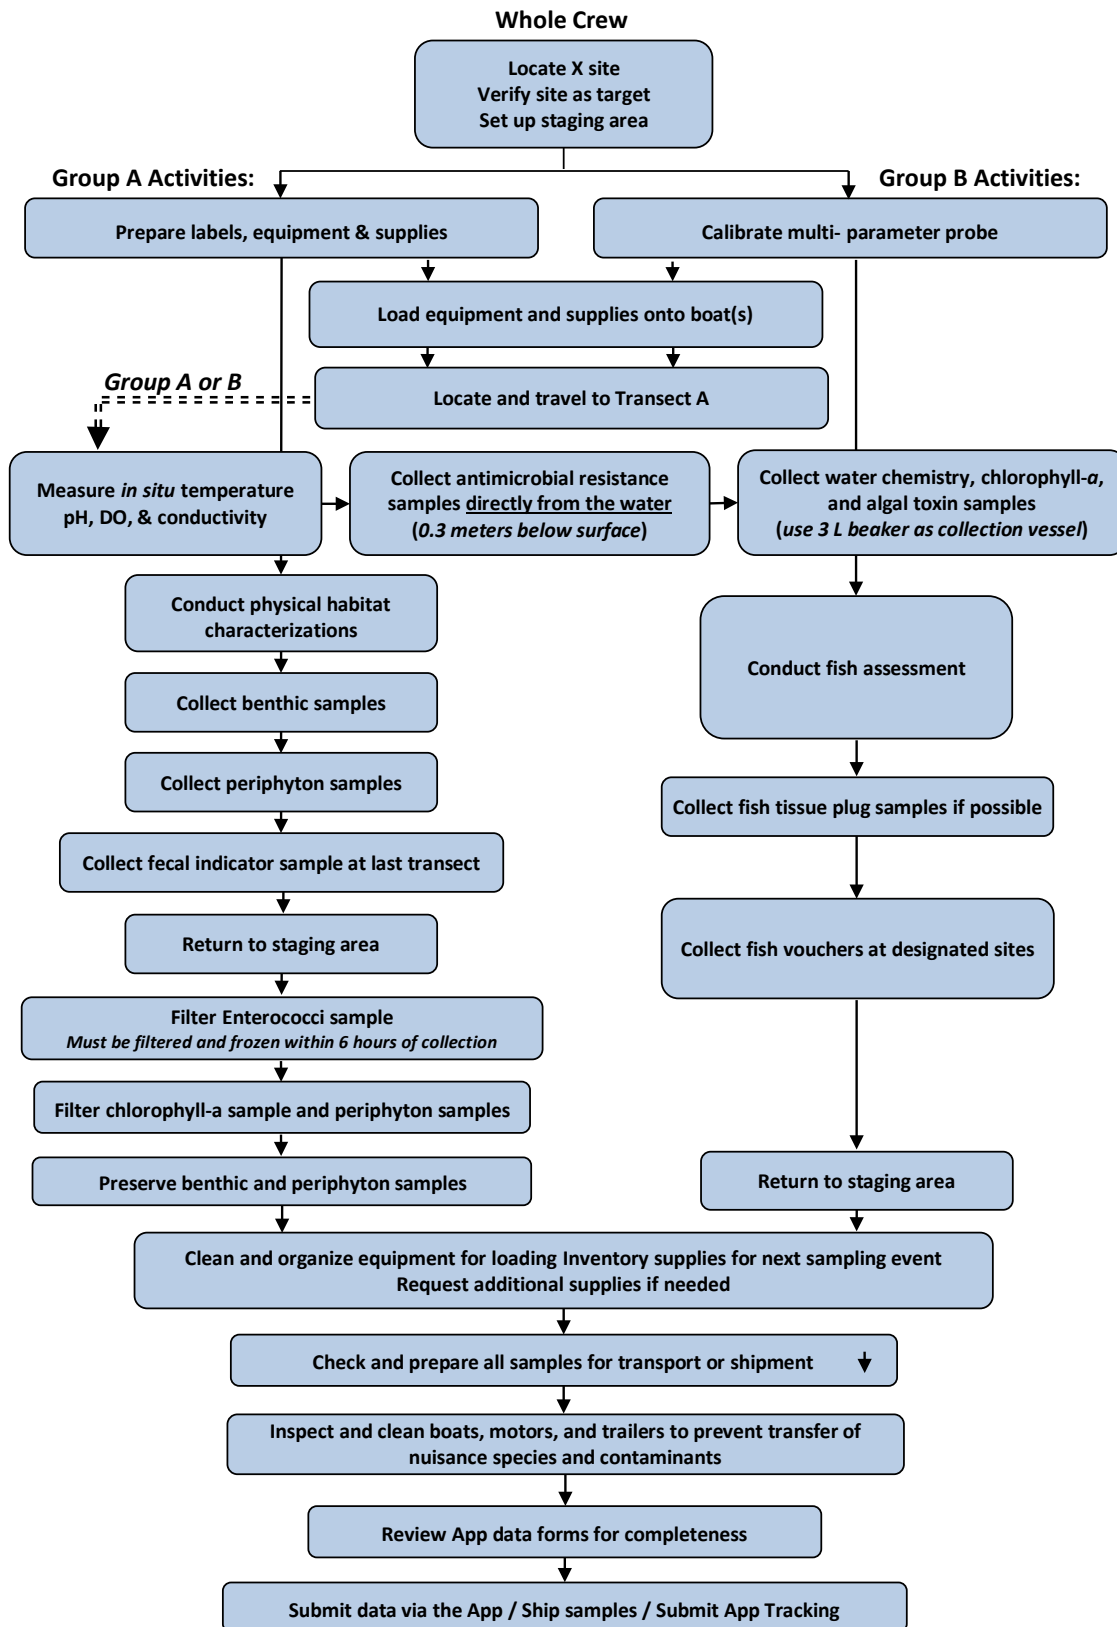 Whole Crew
Locate X site
Verify site as target
Set up staging area
Group A Activities:
Group B Activities:
Prepare labels, equipment & supplies
Calibrate multi- parameter probe
Load equipment and supplies onto boat(s)
Group A or B
Locate and travel to Transect A
Measure in situ temperature
pH, DO, & conductivity
Collect antimicrobial resistance
samples directly from the water
(0.3 meters below surface)
Collect water chemistry, chlorophyll-a,
and algal toxin samples
(use 3 L beaker as collection vessel)
Conduct physical habitat
characterizations
Conduct fish assessment
Collect benthic samples
Collect periphyton samples
Collect fish tissue plug samples if possible
Collect fecal indicator sample at last transect
Return to staging area
Collect fish vouchers at designated sites
Filter Enterococci sample
Must be filtered and frozen within 6 hours of collection
Filter chlorophyll-a sample and periphyton samples
Preserve benthic and periphyton samples
Return to staging area
Clean and organize equipment for loading Inventory supplies for next sampling event
Request additional supplies if needed
Check and prepare all samples for transport or shipment
Inspect and clean boats, motors, and trailers to prevent transfer of
nuisance species and contaminants
Review App data forms for completeness
Submit data via the App / Ship samples / Submit App Tracking